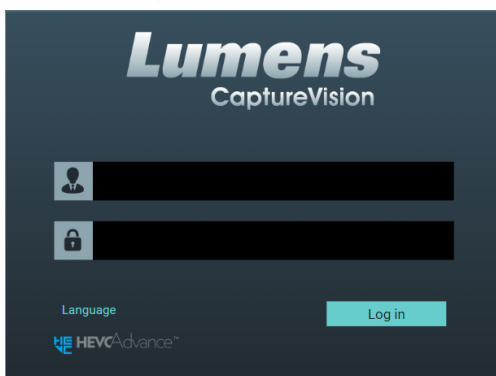 Lumens
CaptureVision
Language
Log in
HEVCAdvance™